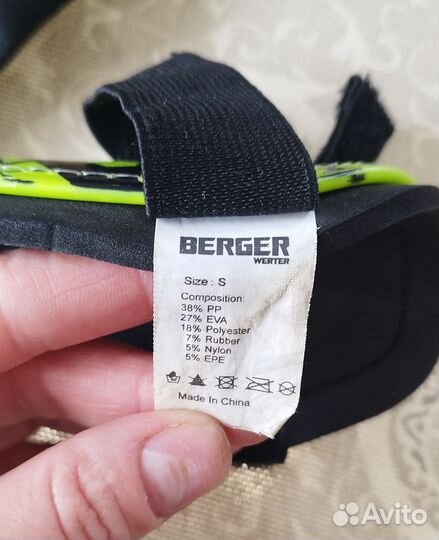 BERGER
WERTER
Size : S
Composition:
38% PP
27% EVA
18% Polyester
7% Rubber
5% Nylon
5% EPE
Made In China
Avito